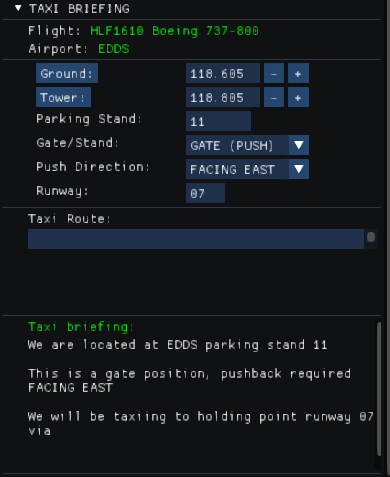 TAXI BRIEFING
Flight: HLF1610 Boeing 737-800
Airport: EDDS
Ground: 118.605 - +
Tower: 118.805 - +
Parking Stand: 11
Gate/Stand: GATE (PUSH)
Push Direction: FACING EAST
Runway: 07
Taxi Route:
Taxi briefing:
We are located at EDDS parking stand 11
This is a gate position, pushback required
FACING EAST
We will be taxiing to holding point runway 07
via